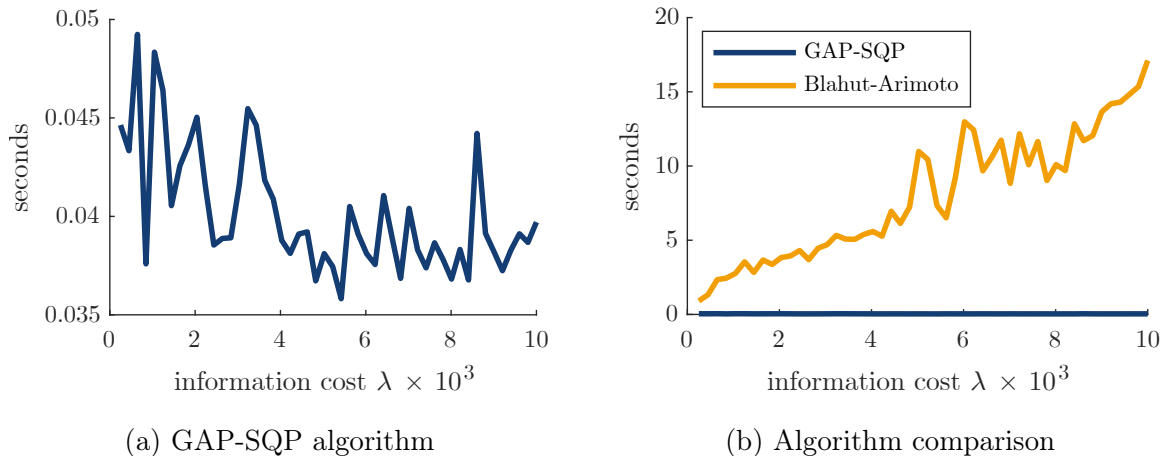 0.05
0.045
0.04
0.035
seconds
0 2 4 6 8 10
information cost λ × 10³
(a) GAP-SQP algorithm
20
15
10
5
0
seconds
GAP-SQP
Blahut-Arimoto
0 2 4 6 8 10
information cost λ × 10³
(b) Algorithm comparison